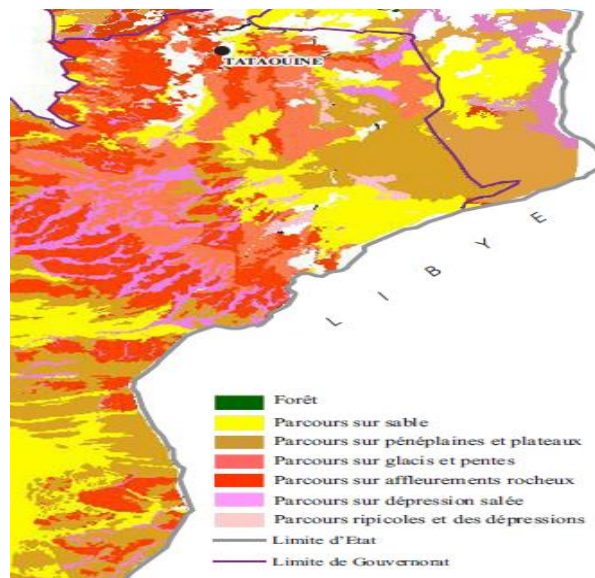 TATAOUINE
L I B Y E
Forêt
Parcours sur sable
Parcours sur pénéplaines et plateaux
Parcours sur glacis et pentes
Parcours sur affleurements rocheux
Parcours sur dépression salée
Parcours ripicoles et des dépressions
Limite d'Etat
Limite de Gouvernorat